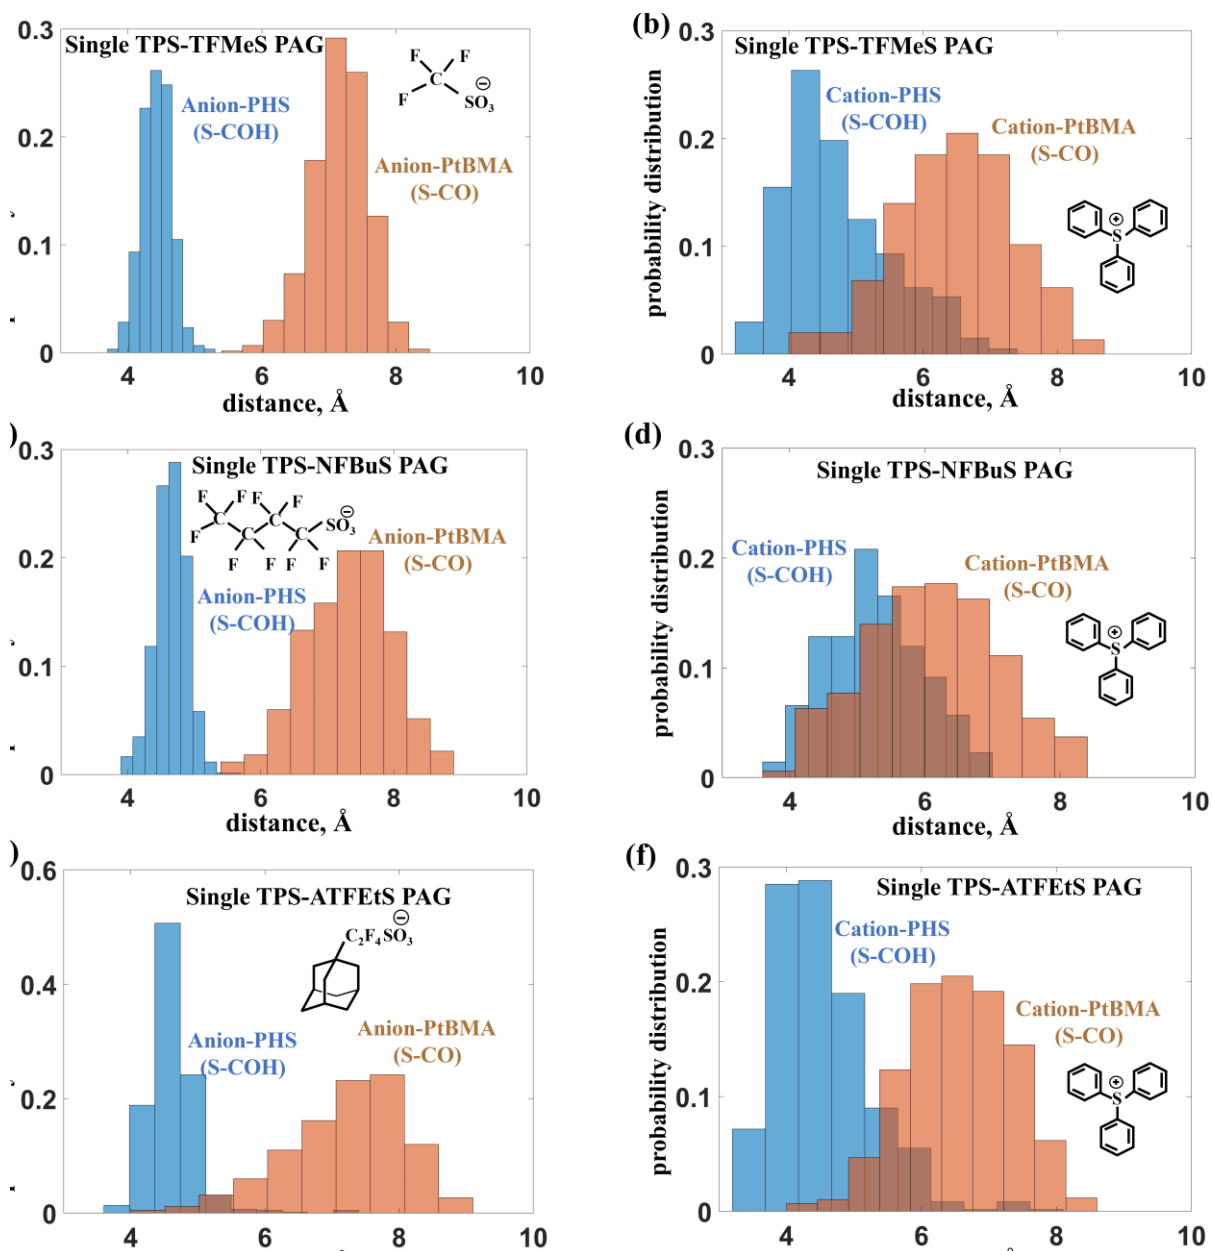 0.3
0.2
0.1
0
Single TPS-TFMeS PAG
F
F
C
F
SO3
⊖
Anion-PHS
(S-COH)
Anion-PtBMA
(S-CO)
4
6
8
10
distance, Å
(b)
0.3
0.2
0.1
0
probability distribution
Single TPS-TFMeS PAG
Cation-PHS
(S-COH)
Cation-PtBMA
(S-CO)
⊕
S
4
6
8
10
distance, Å
)
0.3
0.2
0.1
0
Single TPS-NFBuS PAG
F
F
F
F
F
C
C
SO3
⊖
F
C
C
F
F
F
F
Anion-PtBMA
(S-CO)
Anion-PHS
(S-COH)
4
6
8
10
distance, Å
(d)
0.3
0.2
0.1
0
probability distribution
Single TPS-NFBuS PAG
Cation-PHS
(S-COH)
Cation-PtBMA
(S-CO)
⊕
S
4
6
8
10
distance, Å
)
0.6
0.4
0.2
0
Single TPS-ATFEtS PAG
⊖
C2F4SO3
Anion-PHS
(S-COH)
Anion-PtBMA
(S-CO)
4
6
8
10
(f)
0.3
0.2
0.1
0
probability distribution
Single TPS-ATFEtS PAG
Cation-PHS
(S-COH)
Cation-PtBMA
(S-CO)
⊕
S
4
6
8
10